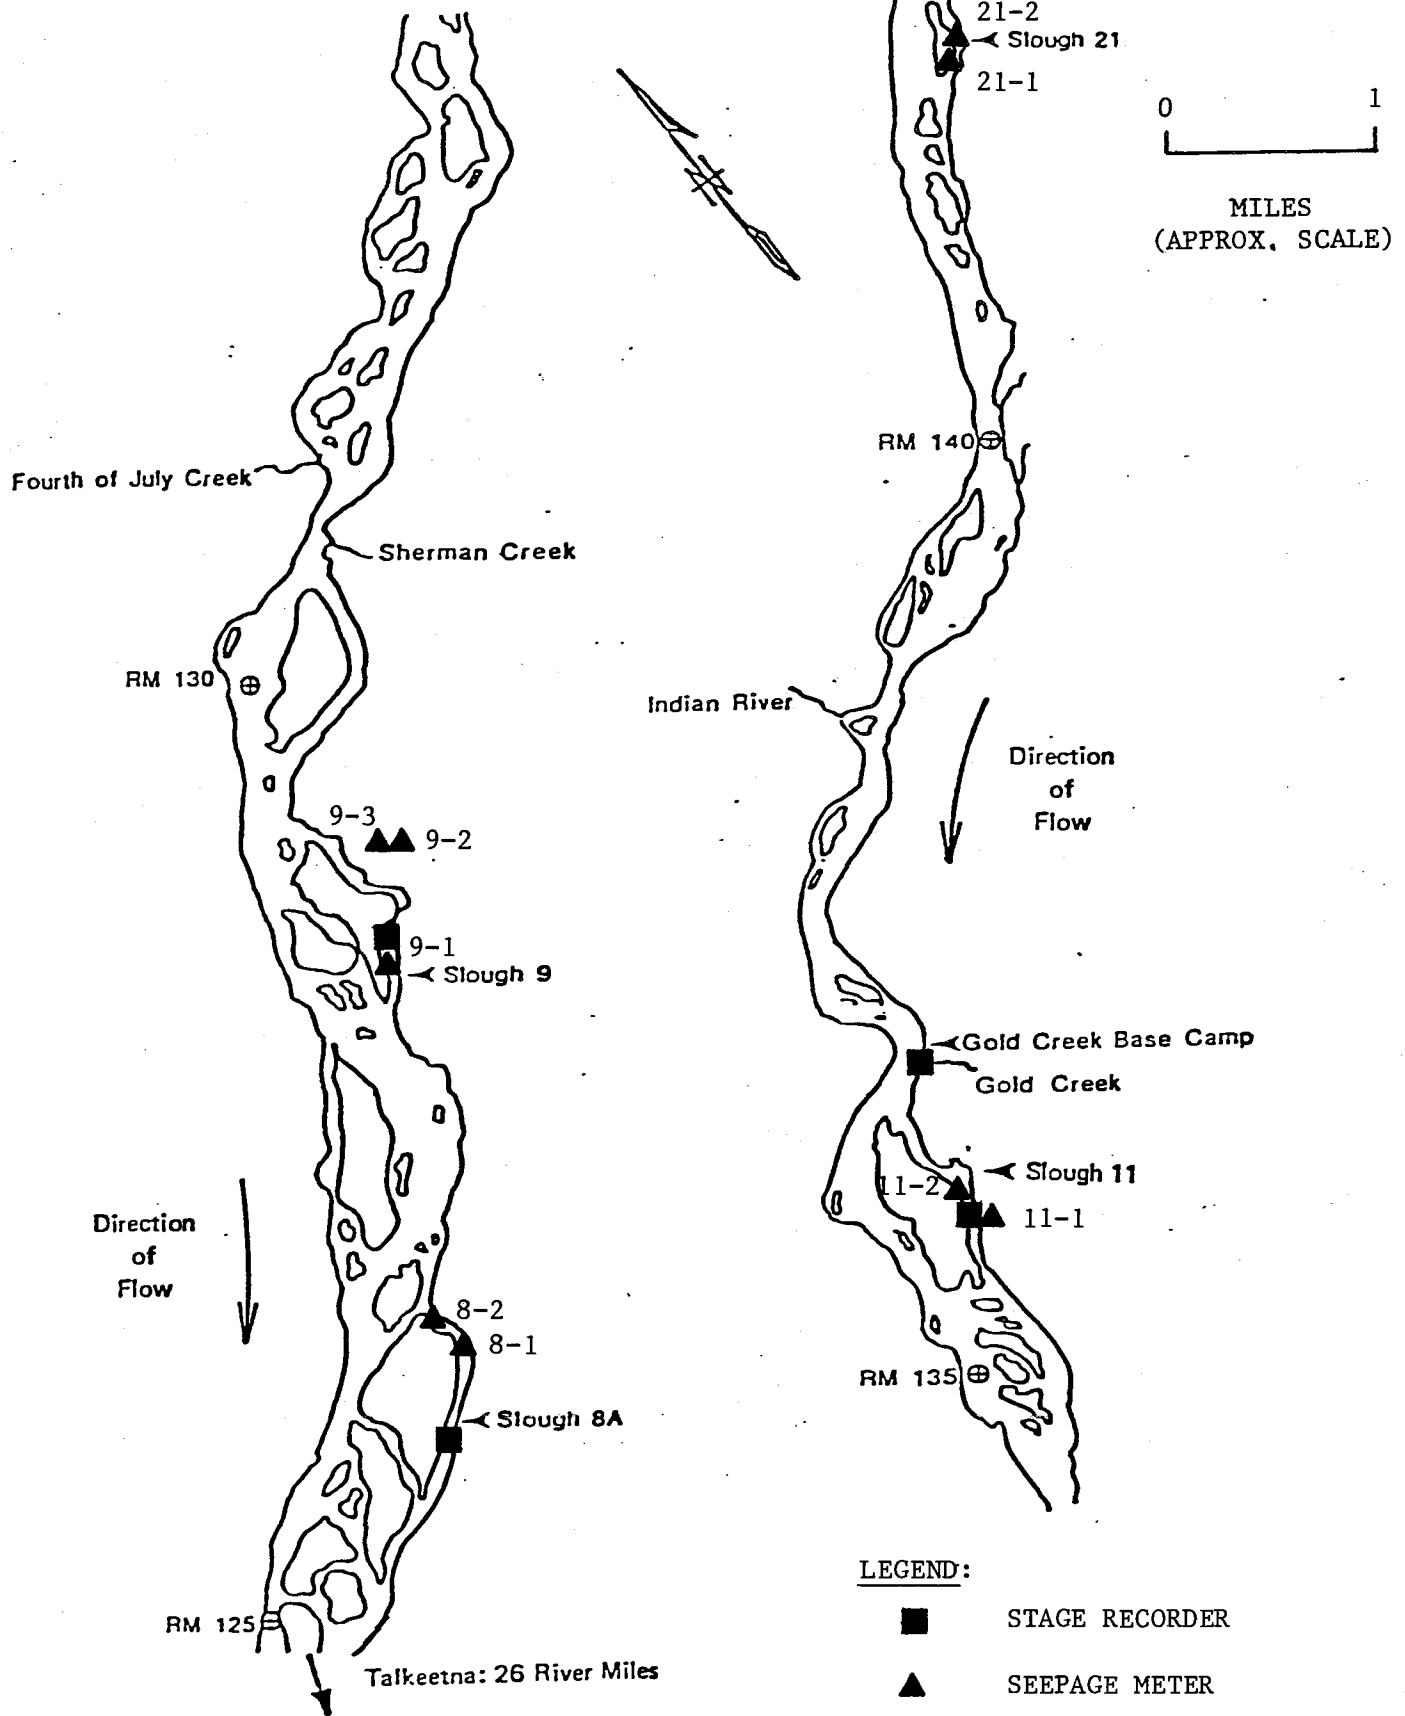 21-2
Slough 21
21-1
0 1
MILES
(APPROX. SCALE)
RM 140
Fourth of July Creek
Sherman Creek
RM 130
Indian River
Direction
of
Flow
9-3
9-2
9-1
Slough 9
Gold Creek Base Camp
Gold Creek
Slough 11
11-2
11-1
Direction
of
Flow
8-2
8-1
RM 135
Slough 8A
LEGEND:
STAGE RECORDER
SEEPAGE METER
RM 125
Talkeetna: 26 River Miles